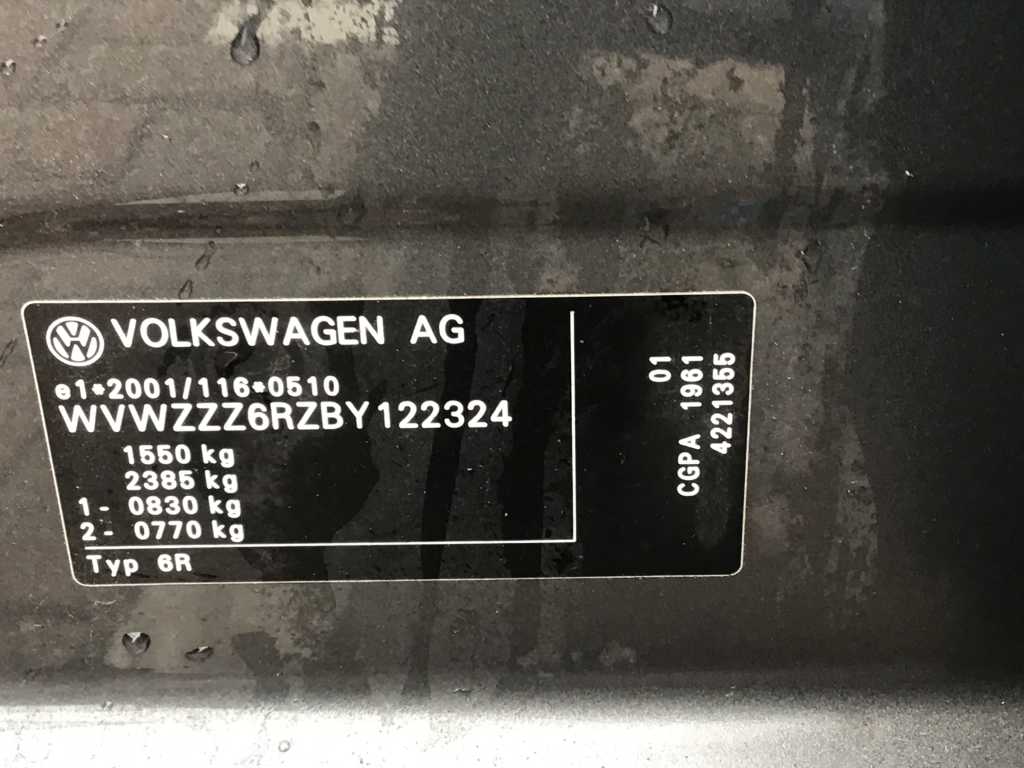 VOLKSWAGEN AG
e1*2001/116*0510
WVWZZZ6RZBY122324
1550 kg
2385 kg
1- 0830 kg
2- 0770 kg
Typ 6R
01
CGPA 1961
4221355